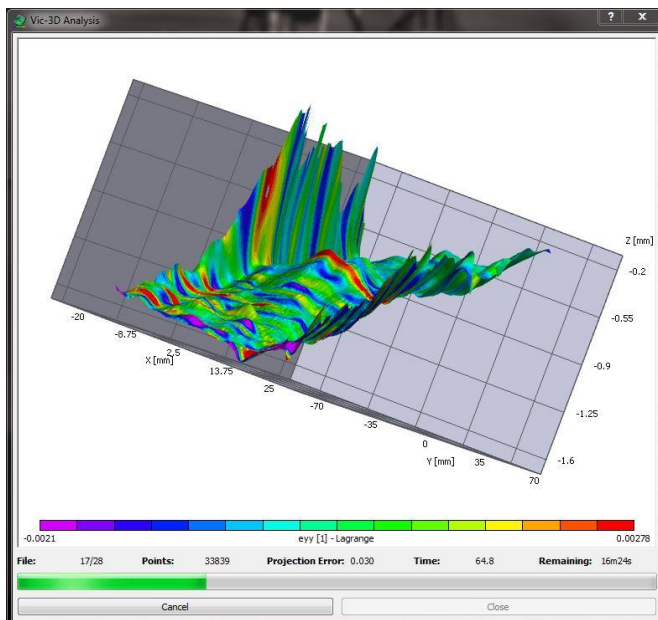 Vic-3D Analysis
Z [mm]
-0.2
-0.55
-0.9
-1.25
-1.6
-20
-8.75
X [mm]
2.5
13.75
25
-70
-35
0
Y [mm]
35
70
-0.0021
eyy [1] - Lagrange
0.00278
File: 17/28 Points: 33839 Projection Error: 0.030 Time: 64.8 Remaining: 16m24s
Cancel
Close